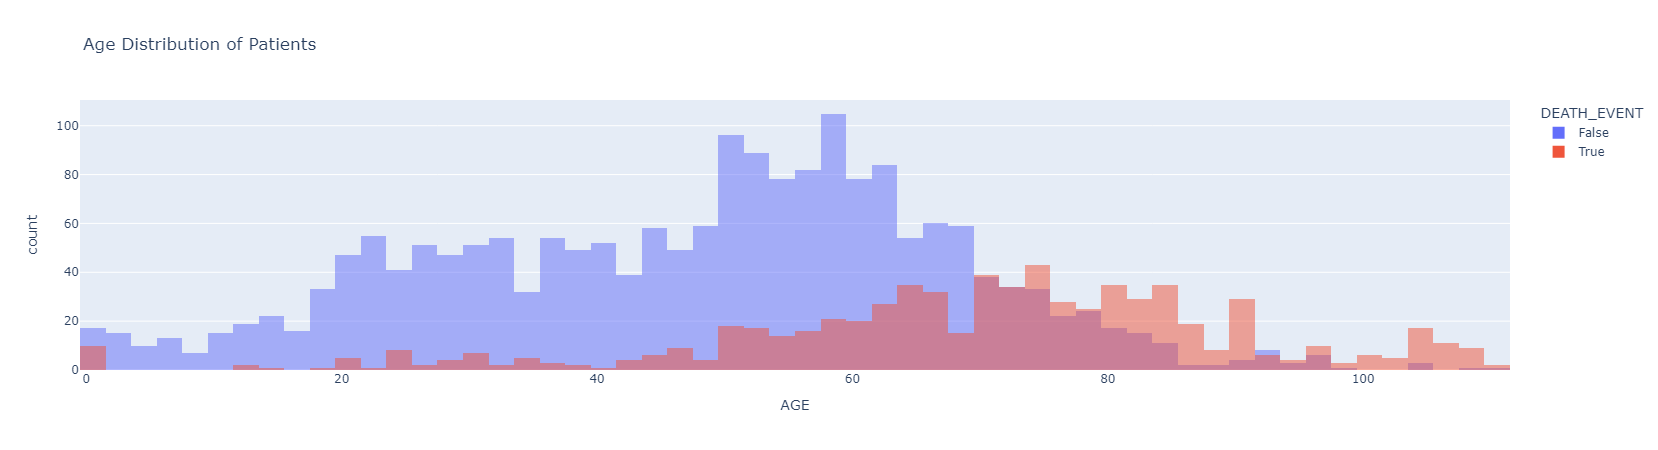 Age Distribution of Patients
DEATH_EVENT
False
True
count
100
80
60
40
20
0
0 20 40 60 80 100
AGE